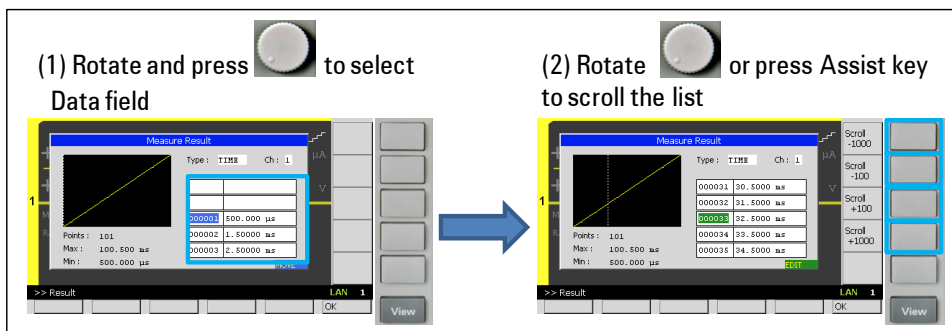 (1) Rotate and press to select
Data field
Measure Result
Type : TIME Ch : 1
µA
V
1
000001 500.000 µs
000002 1.50000 ms
000003 2.50000 ms
Points : 101
Max : 100.500 ms
Min : 500.000 µs
>> Result
LAN 1
OK
View
(2) Rotate or press Assist key
to scroll the list
Measure Result
Type : TIME Ch : 1
µA
V
1
000031 30.5000 ms
000032 31.5000 ms
000033 32.5000 ms
000034 33.5000 ms
000035 34.5000 ms
Points : 101
Max : 100.500 ms
Min : 500.000 µs
EDIT
Scroll
-1000
Scroll
-100
Scroll
+100
Scroll
+1000
>> Result
LAN 1
OK
View